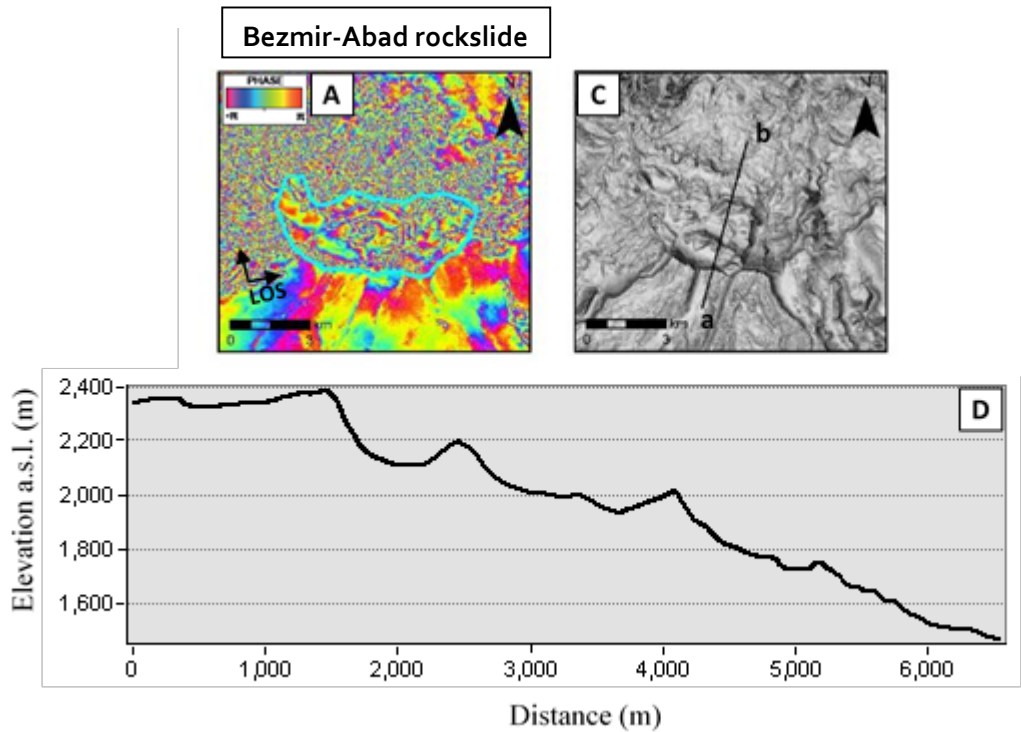 Bezmir-Abad rockslide
PHASE
A
C
N
N
b
LOS
a
0 3 km
0 3 km
D
Elevation a.s.l. (m)
2,400
2,200
2,000
1,800
1,600
0 1,000 2,000 3,000 4,000 5,000 6,000
Distance (m)